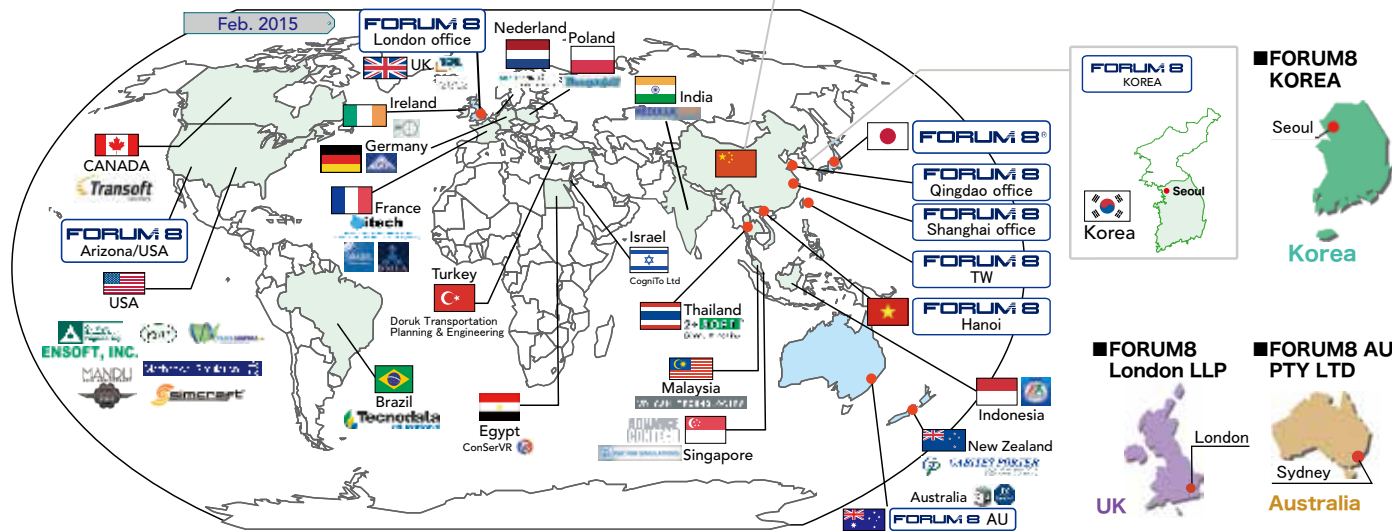 Feb. 2015
FORUM 8
London office
UK
Nederland
Poland
Ireland
Germany
India
CANADA
Transoft
FORUM 8
Arizona/USA
USA
ENSOFT, INC.
MANDU
simcraft
France
itech
Turkey
Doruk Transportation
Planning & Engineering
Israel
CogniTo Ltd
Brazil
Tecnodata
Egypt
ConSerVR
Thailand
Malaysia
Singapore
FORUM 8®
FORUM 8
Qingdao office
FORUM 8
Shanghai office
FORUM 8
TW
FORUM 8
Hanoi
Indonesia
New Zealand
Australia
FORUM 8 AU
FORUM 8
KOREA
Seoul
Korea
■FORUM8
KOREA
Seoul
Korea
■FORUM8
London LLP
London
UK
■FORUM8 AU
PTY LTD
Sydney
Australia